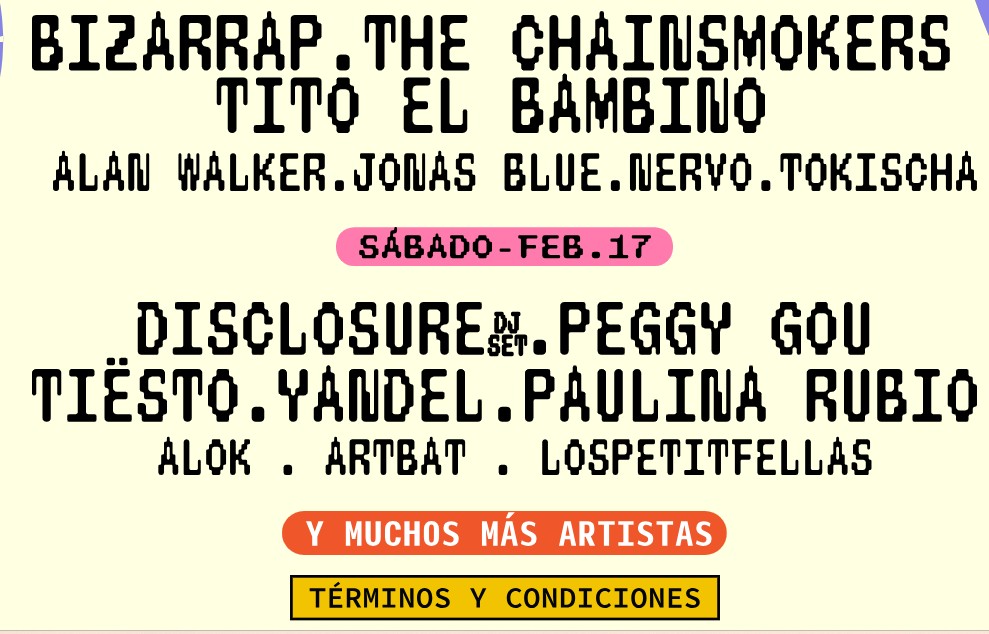 BIZARRAP.THE CHAINSMOKERS
TITO EL BAMBINO
ALAN WALKER.JONAS BLUE.NERVO.TOKISCHA
SÁBADO-FEB.17
DISCLOSURE DJ SET.PEGGY GOU
TIËSTO.YANDEL.PAULINA RUBIO
ALOK . ARTBAT . LOSPETITFELLAS
Y MUCHOS MÁS ARTISTAS
TÉRMINOS Y CONDICIONES